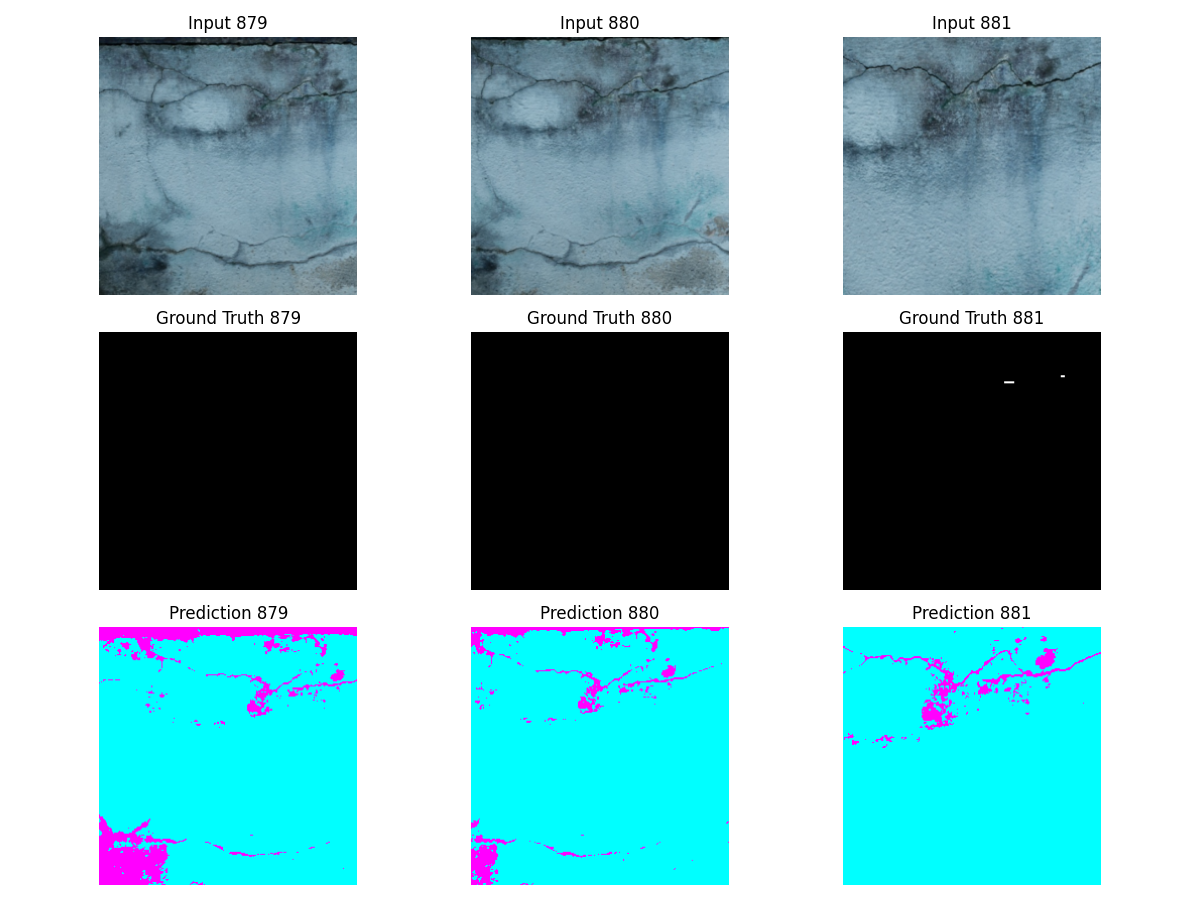 Input 879
Input 880
Input 881
Ground Truth 879
Ground Truth 880
Ground Truth 881
Prediction 879
Prediction 880
Prediction 881